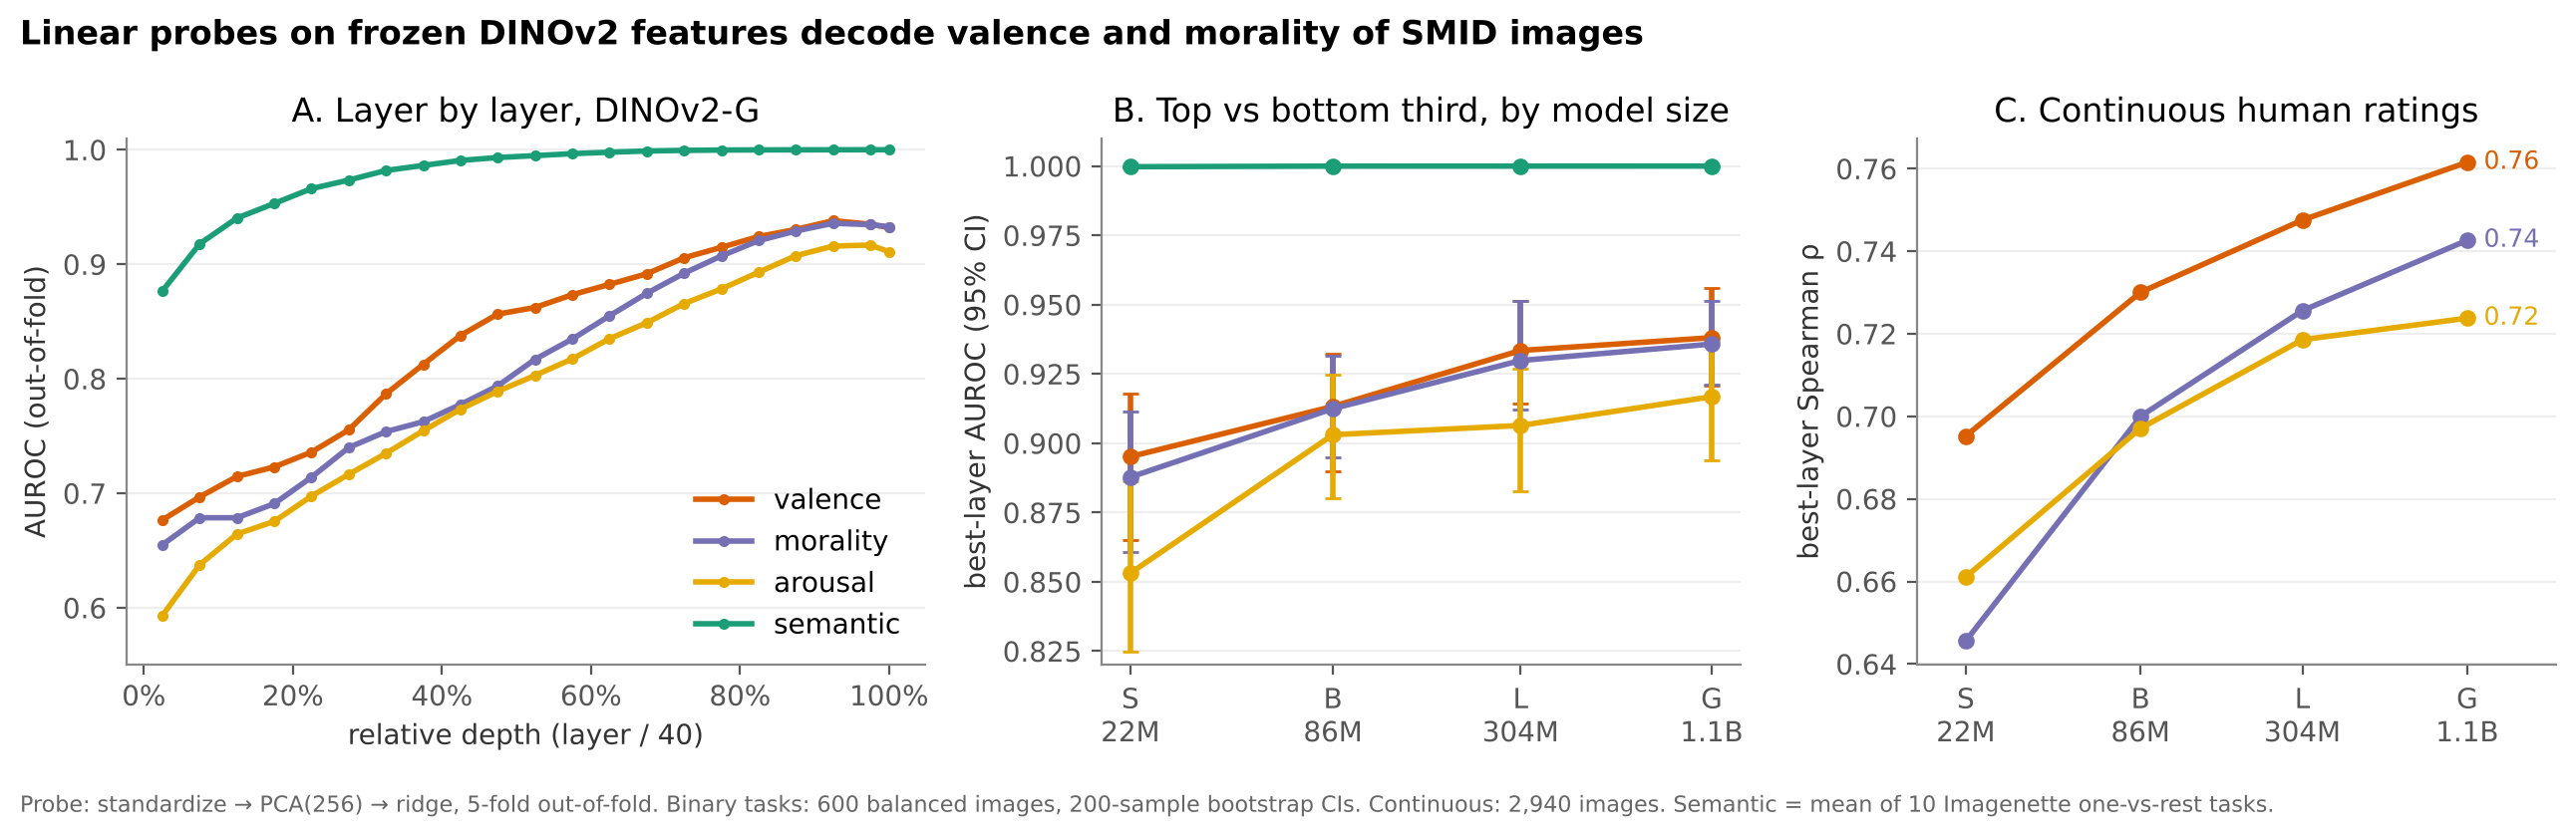 Linear probes on frozen DINOv2 features decode valence and morality of SMID images
A. Layer by layer, DINOv2-G
AUROC (out-of-fold)
1.0
0.9
0.8
0.7
0.6
valence
morality
arousal
semantic
0% 20% 40% 60% 80% 100%
relative depth (layer / 40)
B. Top vs bottom third, by model size
best-layer AUROC (95% CI)
1.000
0.975
0.950
0.925
0.900
0.875
0.850
0.825
S B L G
22M 86M 304M 1.1B
C. Continuous human ratings
best-layer Spearman ρ
0.76
0.74
0.72
0.70
0.68
0.66
0.64
0.76
0.74
0.72
S B L G
22M 86M 304M 1.1B
Probe: standardize → PCA(256) → ridge, 5-fold out-of-fold. Binary tasks: 600 balanced images, 200-sample bootstrap CIs. Continuous: 2,940 images. Semantic = mean of 10 Imagenette one-vs-rest tasks.